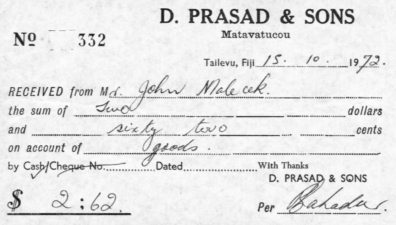 D. PRASAD & SONS
Matavatucou
No 332
Tailevu, Fiji 15. 10. 1972.
RECEIVED from Md. John Malecek.
the sum of Two dollars
and sixty two cents
on account of goods.
by Cash/Cheque No. Dated
With Thanks
D. PRASAD & SONS
$ 2:62.
Per Bahadur.